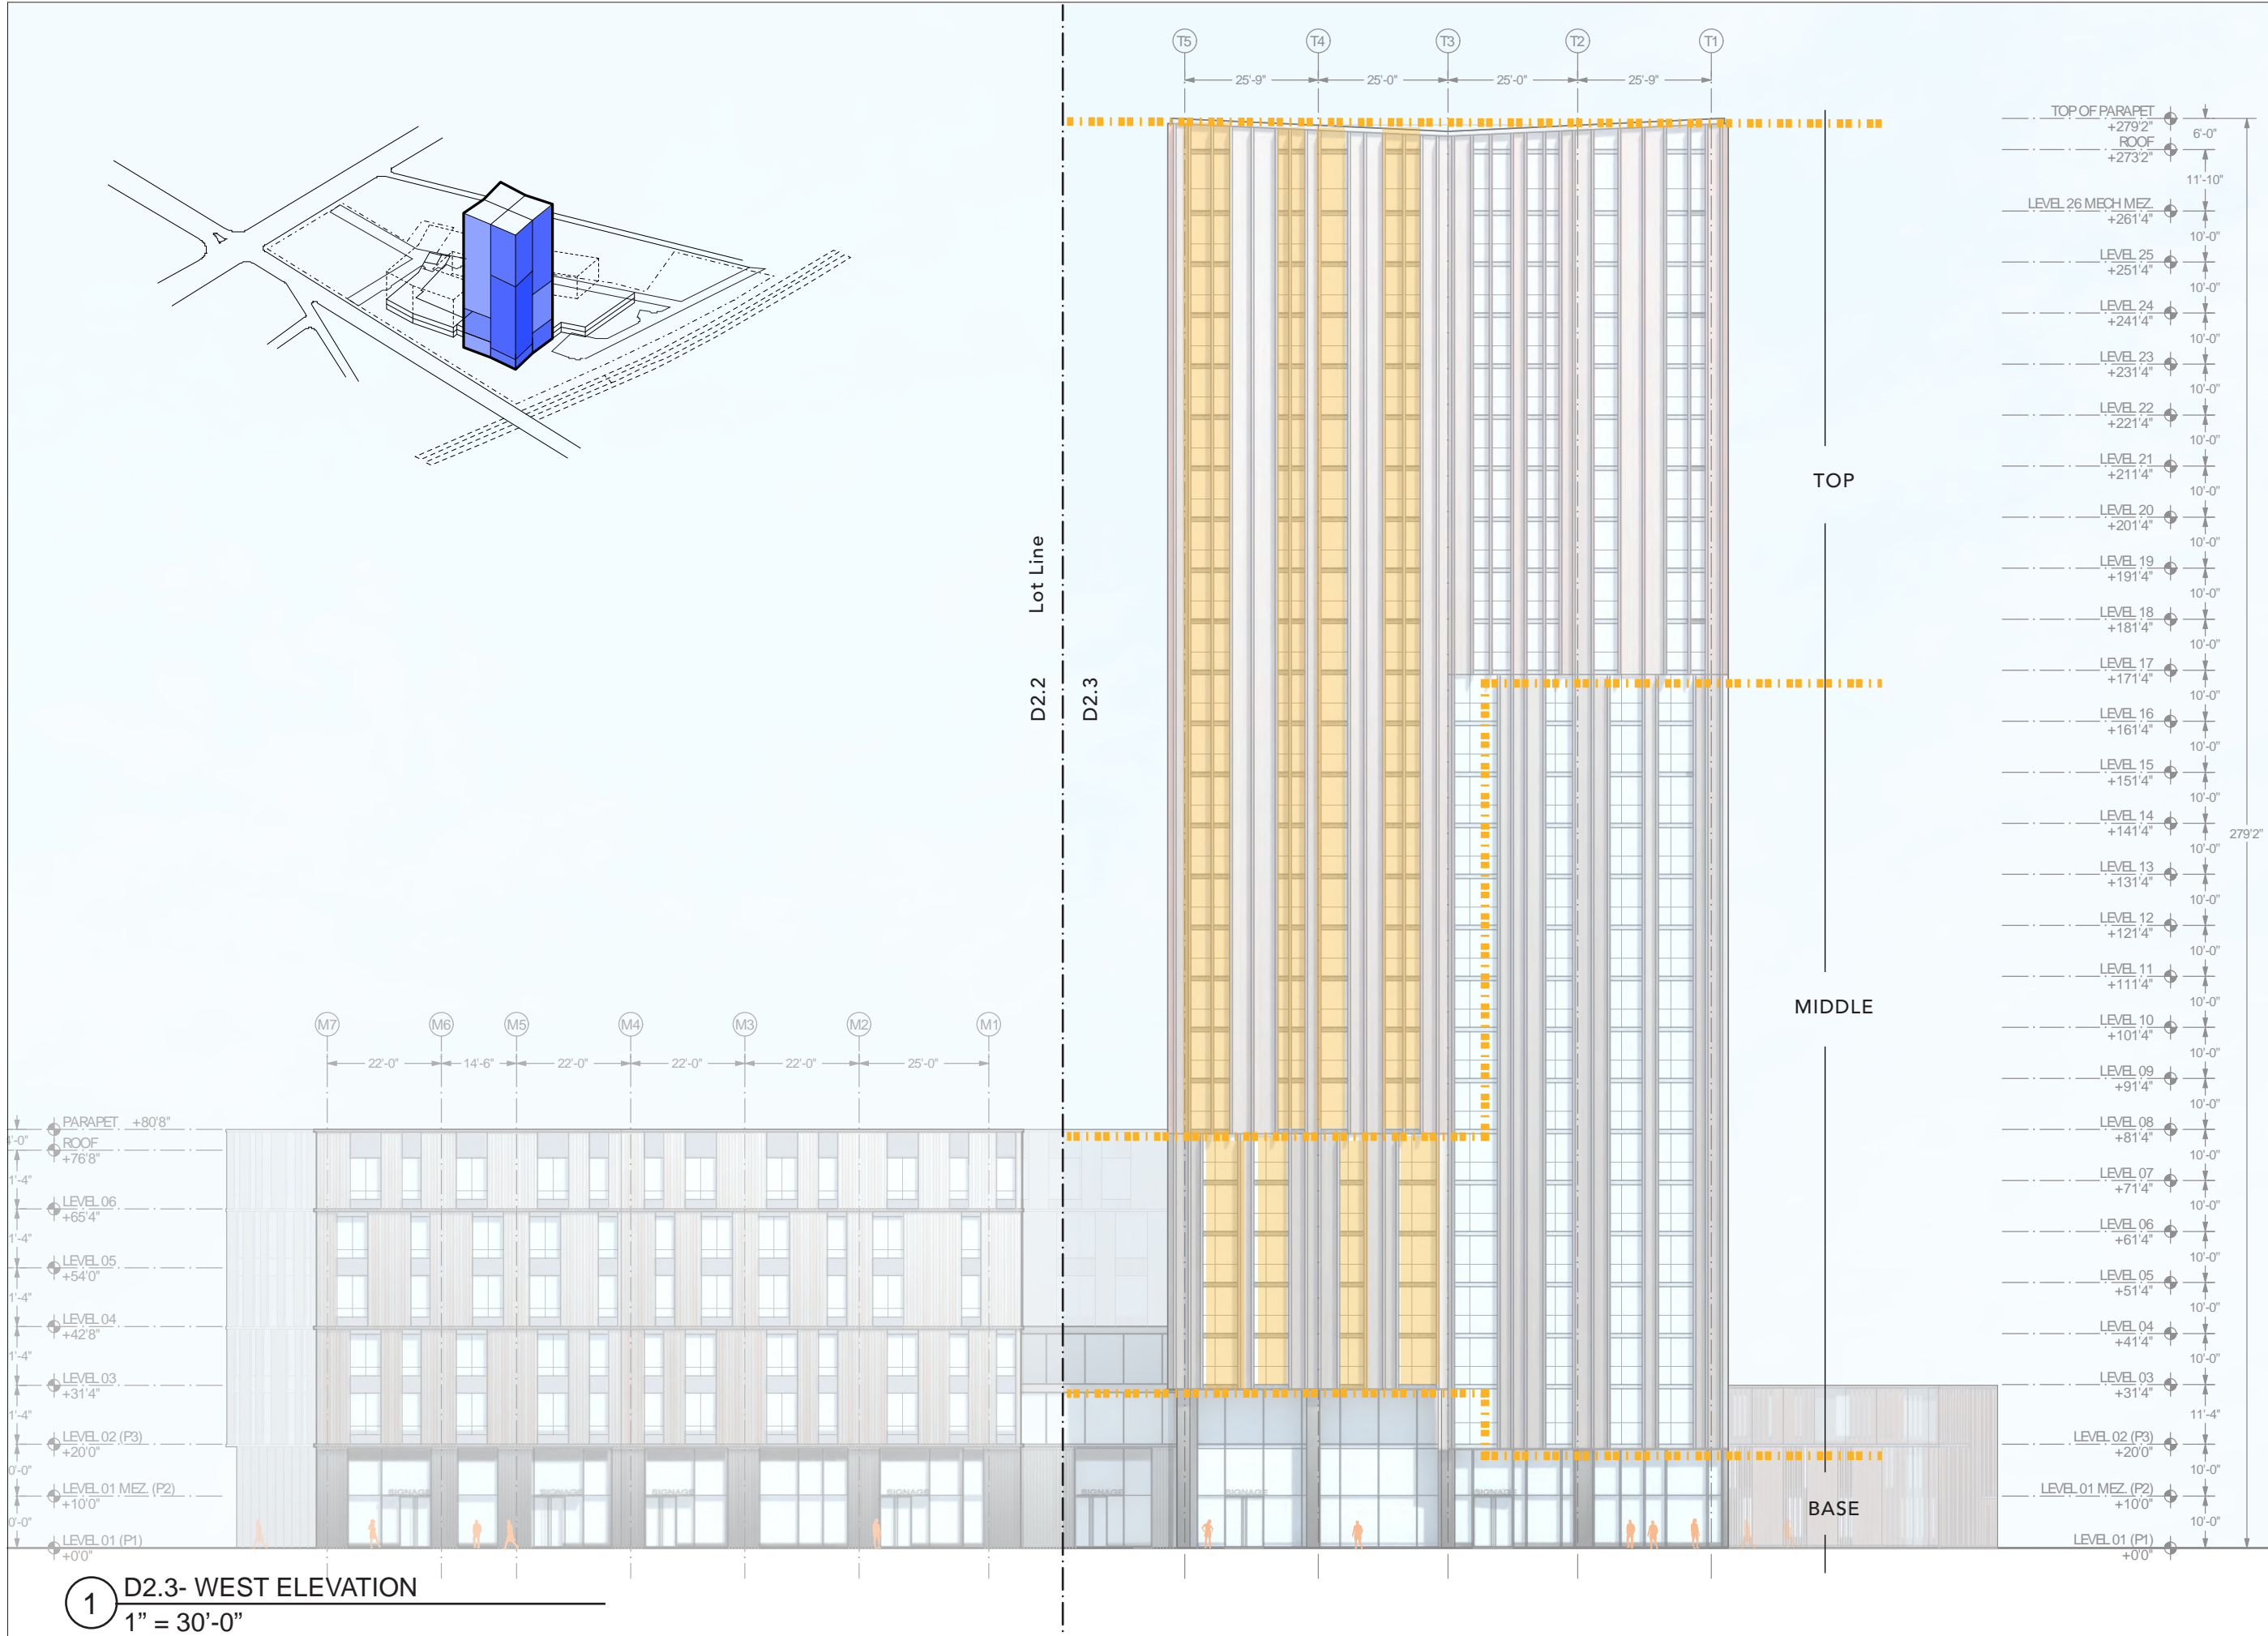 T5 T4 T3 T2 T1
25'-9" 25'-0" 25'-0" 25'-9"
TOP OF PARAPET
+279'2"
6'-0"
ROOF
+273'2"
11'-10"
LEVEL 26 MECH MEZ.
+261'4"
10'-0"
LEVEL 25
+251'4"
10'-0"
LEVEL 24
+241'4"
10'-0"
LEVEL 23
+231'4"
10'-0"
LEVEL 22
+221'4"
10'-0"
LEVEL 21
+211'4"
10'-0"
LEVEL 20
+201'4"
10'-0"
LEVEL 19
+191'4"
10'-0"
LEVEL 18
+181'4"
10'-0"
LEVEL 17
+171'4"
10'-0"
LEVEL 16
+161'4"
10'-0"
LEVEL 15
+151'4"
10'-0"
LEVEL 14
+141'4"
10'-0"
LEVEL 13
+131'4"
10'-0"
LEVEL 12
+121'4"
10'-0"
LEVEL 11
+111'4"
10'-0"
LEVEL 10
+101'4"
10'-0"
LEVEL 09
+91'4"
10'-0"
LEVEL 08
+81'4"
10'-0"
LEVEL 07
+71'4"
10'-0"
LEVEL 06
+61'4"
10'-0"
LEVEL 05
+51'4"
10'-0"
LEVEL 04
+41'4"
10'-0"
LEVEL 03
+31'4"
11'-4"
LEVEL 02 (P3)
+20'0"
10'-0"
LEVEL 01 MEZ. (P2)
+10'0"
10'-0"
LEVEL 01 (P1)
+0'0"
279'2"
TOP
MIDDLE
BASE
Lot Line
D2.2
D2.3
M7 M6 M5 M4 M3 M2 M1
22'-0" 14'-6" 22'-0" 22'-0" 22'-0" 25'-0"
PARAPET +80'8"
ROOF
+76'8"
LEVEL 06
+65'4"
LEVEL 05
+54'0"
LEVEL 04
+42'8"
LEVEL 03
+31'4"
LEVEL 02 (P3)
+20'0"
LEVEL 01 MEZ. (P2)
+10'0"
LEVEL 01 (P1)
+0'0"
SIGNAGE SIGNAGE SIGNAGE SIGNAGE SIGNAGE SIGNAGE SIGNAGE
1 D2.3- WEST ELEVATION
1" = 30'-0"